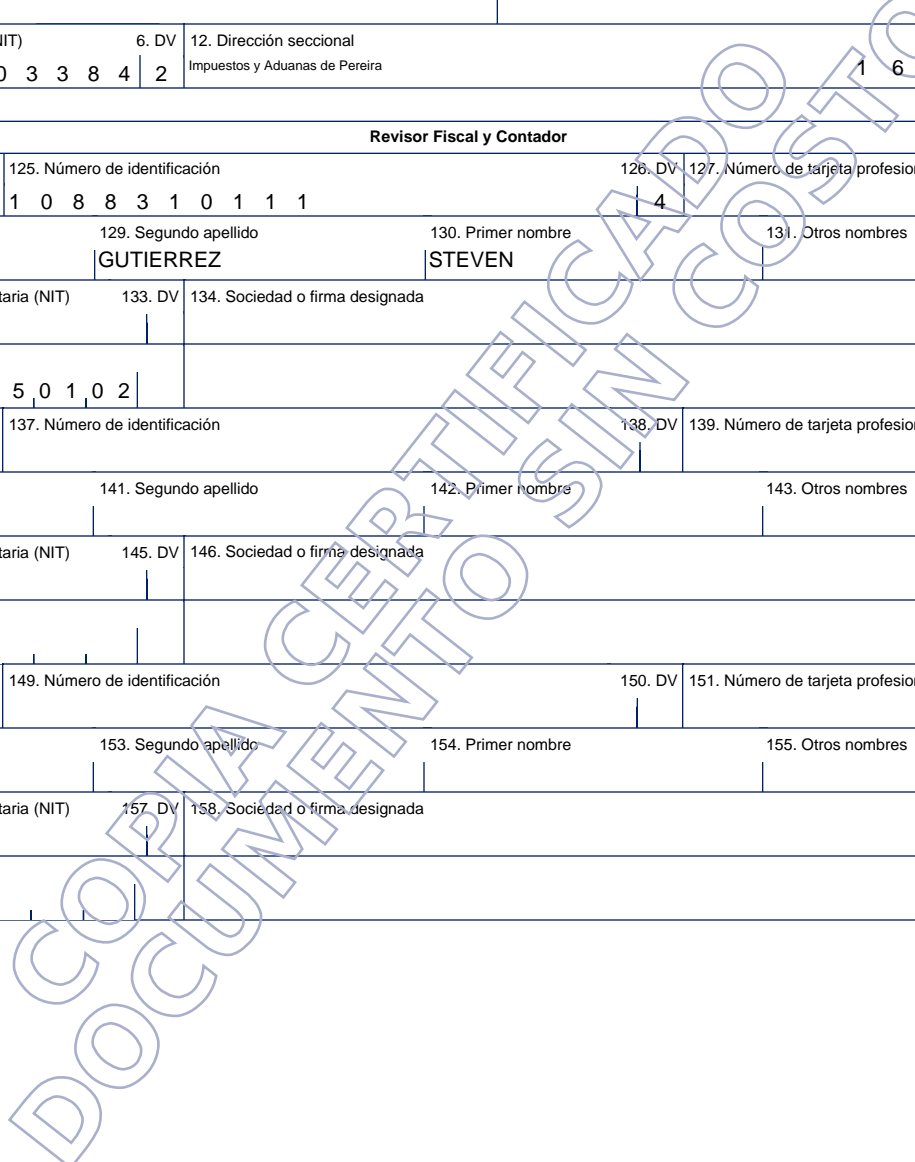 NIT) 6. DV 12. Dirección seccional
0 3 3 8 4 2 Impuestos y Aduanas de Pereira 1 6
Revisor Fiscal y Contador
125. Número de identificación 126. DV 127. Número de tarjeta profesion
1 0 8 8 3 1 0 1 1 1 4
129. Segundo apellido 130. Primer nombre 131. Otros nombres
GUTIERREZ STEVEN
taria (NIT) 133. DV 134. Sociedad o firma designada
5 0 1 0 2
137. Número de identificación 138. DV 139. Número de tarjeta profesion
141. Segundo apellido 142. Primer nombre 143. Otros nombres
taria (NIT) 145. DV 146. Sociedad o firma designada
149. Número de identificación 150. DV 151. Número de tarjeta profesion
153. Segundo apellido 154. Primer nombre 155. Otros nombres
taria (NIT) 157. DV 158. Sociedad o firma designada
COPIA CERTIFICADO
DOCUMENTO SIN COSTO